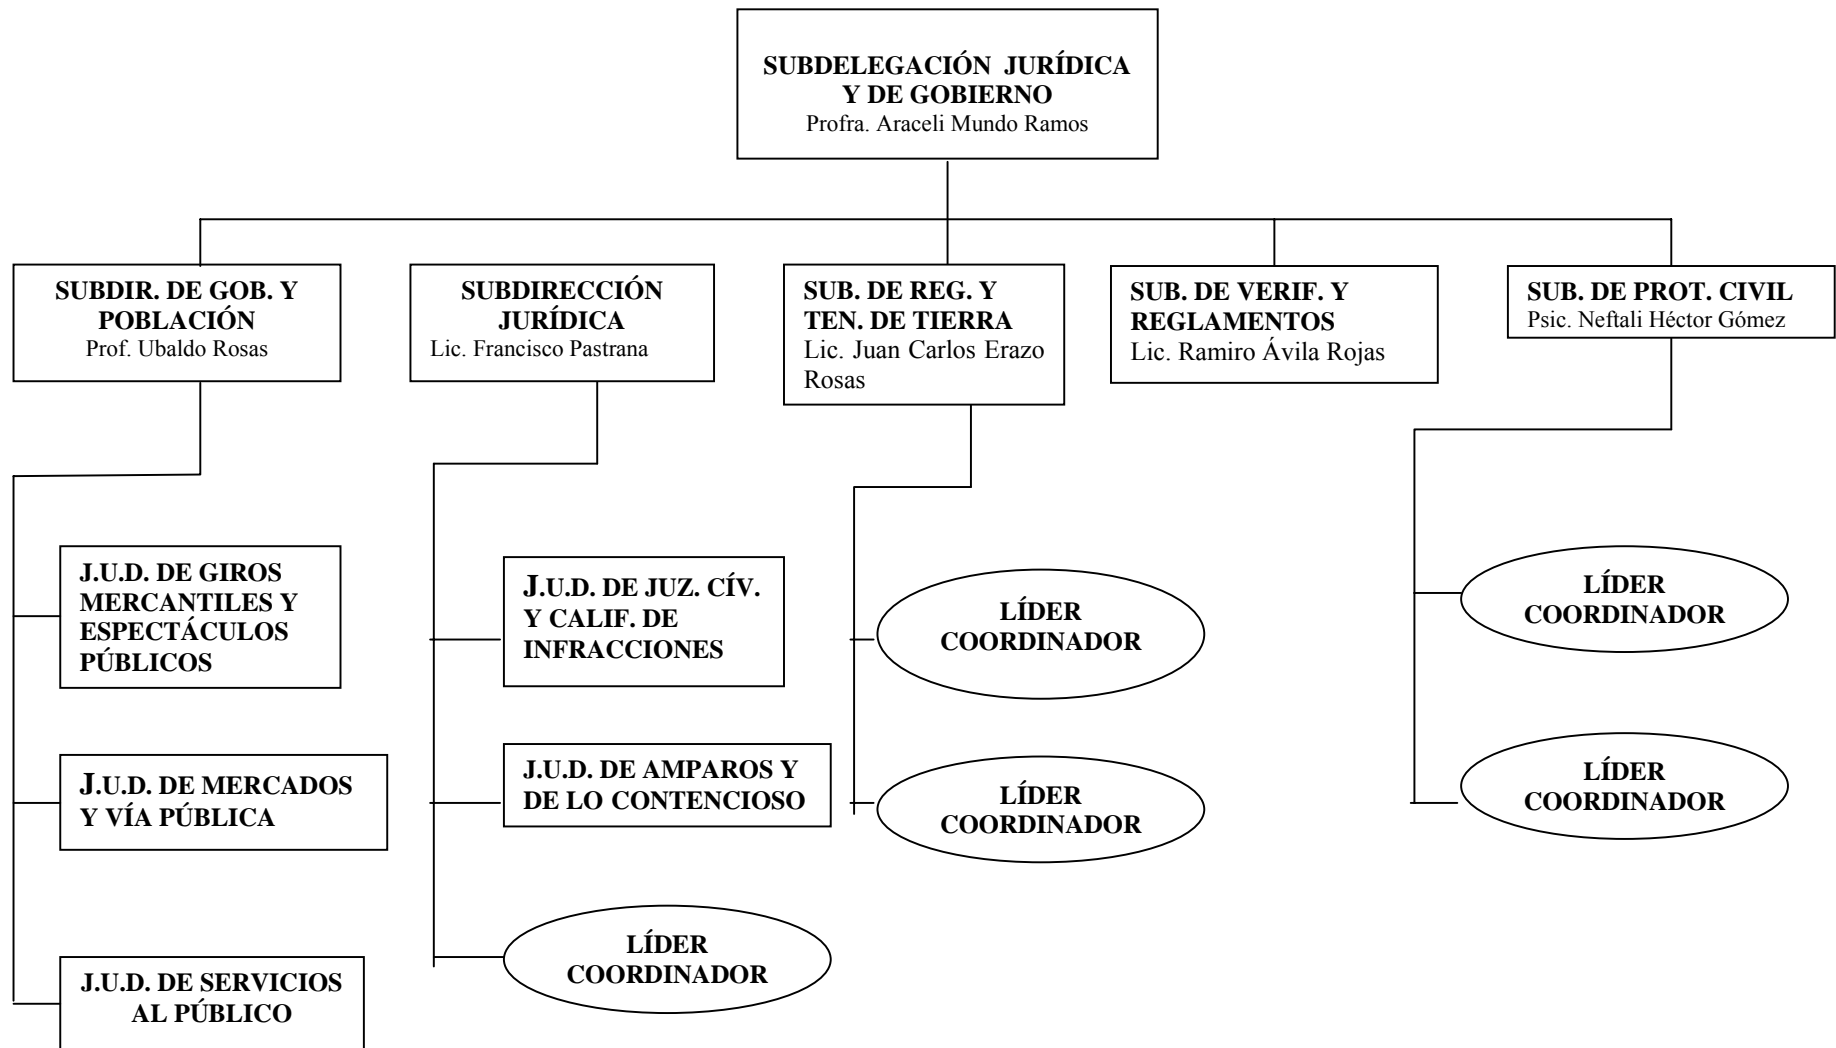 SUBDELEGACIÓN JURÍDICA
Y DE GOBIERNO
Profra. Araceli Mundo Ramos
SUBDIR. DE GOB. Y
POBLACIÓN
Prof. Ubaldo Rosas
SUBDIRECCIÓN
JURÍDICA
Lic. Francisco Pastrana
SUB. DE REG. Y
TEN. DE TIERRA
Lic. Juan Carlos Erazo
Rosas
SUB. DE VERIF. Y
REGLAMENTOS
Lic. Ramiro Ávila Rojas
SUB. DE PROT. CIVIL
Psic. Neftali Héctor Gómez
J.U.D. DE GIROS
MERCANTILES Y
ESPECTÁCULOS
PÚBLICOS
J.U.D. DE MERCADOS
Y VÍA PÚBLICA
J.U.D. DE SERVICIOS
AL PÚBLICO
J.U.D. DE JUZ. CÍV.
Y CALIF. DE
INFRACCIONES
J.U.D. DE AMPAROS Y
DE LO CONTENCIOSO
LÍDER
COORDINADOR
LÍDER
COORDINADOR
LÍDER
COORDINADOR
LÍDER
COORDINADOR
LÍDER
COORDINADOR